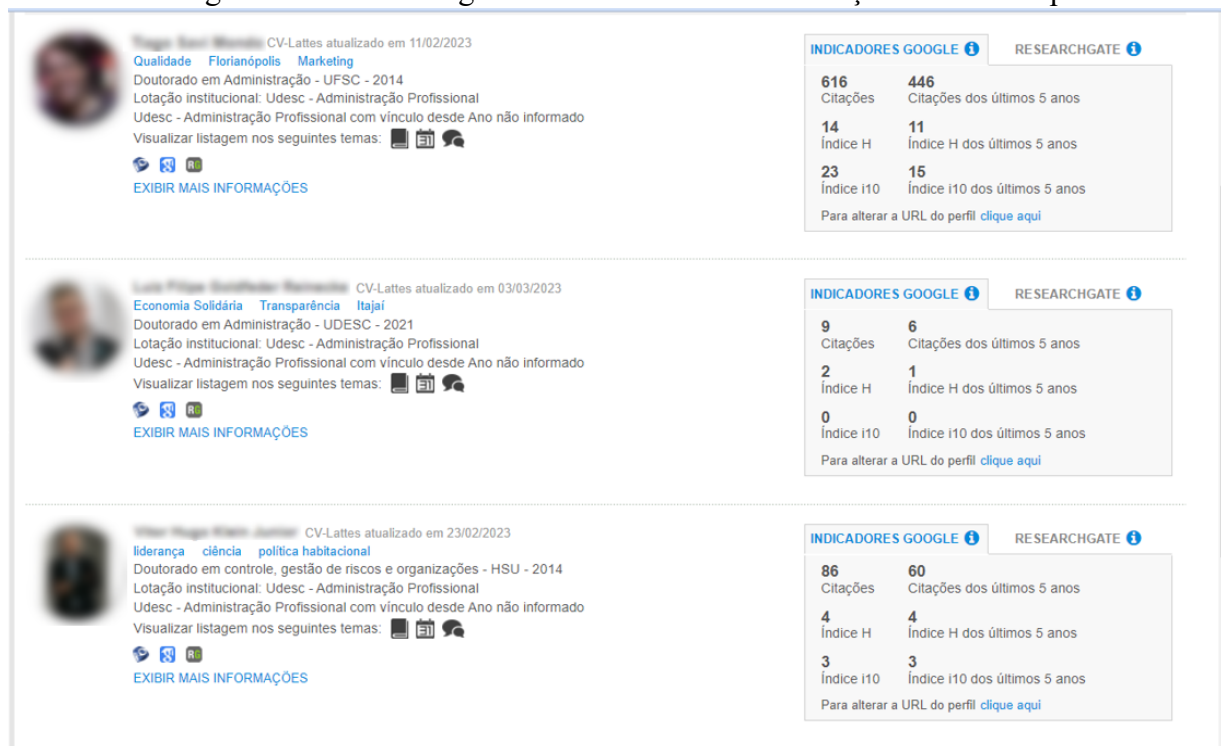 CV-Lattes atualizado em 11/02/2023
Qualidade Florianópolis Marketing
Doutorado em Administração - UFSC - 2014
Lotação institucional: Udesc - Administração Profissional
Udesc - Administração Profissional com vínculo desde Ano não informado
Visualizar listagem nos seguintes temas: 31
RG
EXIBIR MAIS INFORMAÇÕES
INDICADORES GOOGLE i RESEARCHGATE i
616 446
Citações Citações dos últimos 5 anos
14 11
Índice H Índice H dos últimos 5 anos
23 15
Índice i10 Índice i10 dos últimos 5 anos
Para alterar a URL do perfil clique aqui
CV-Lattes atualizado em 03/03/2023
Economia Solidária Transparência Itajaí
Doutorado em Administração - UDESC - 2021
Lotação institucional: Udesc - Administração Profissional
Udesc - Administração Profissional com vínculo desde Ano não informado
Visualizar listagem nos seguintes temas: 31
RG
EXIBIR MAIS INFORMAÇÕES
INDICADORES GOOGLE i RESEARCHGATE i
9 6
Citações Citações dos últimos 5 anos
2 1
Índice H Índice H dos últimos 5 anos
0 0
Índice i10 Índice i10 dos últimos 5 anos
Para alterar a URL do perfil clique aqui
CV-Lattes atualizado em 23/02/2023
liderança ciência política habitacional
Doutorado em controle, gestão de riscos e organizações - HSU - 2014
Lotação institucional: Udesc - Administração Profissional
Udesc - Administração Profissional com vínculo desde Ano não informado
Visualizar listagem nos seguintes temas: 31
RG
EXIBIR MAIS INFORMAÇÕES
INDICADORES GOOGLE i RESEARCHGATE i
86 60
Citações Citações dos últimos 5 anos
4 4
Índice H Índice H dos últimos 5 anos
3 3
Índice i10 Índice i10 dos últimos 5 anos
Para alterar a URL do perfil clique aqui